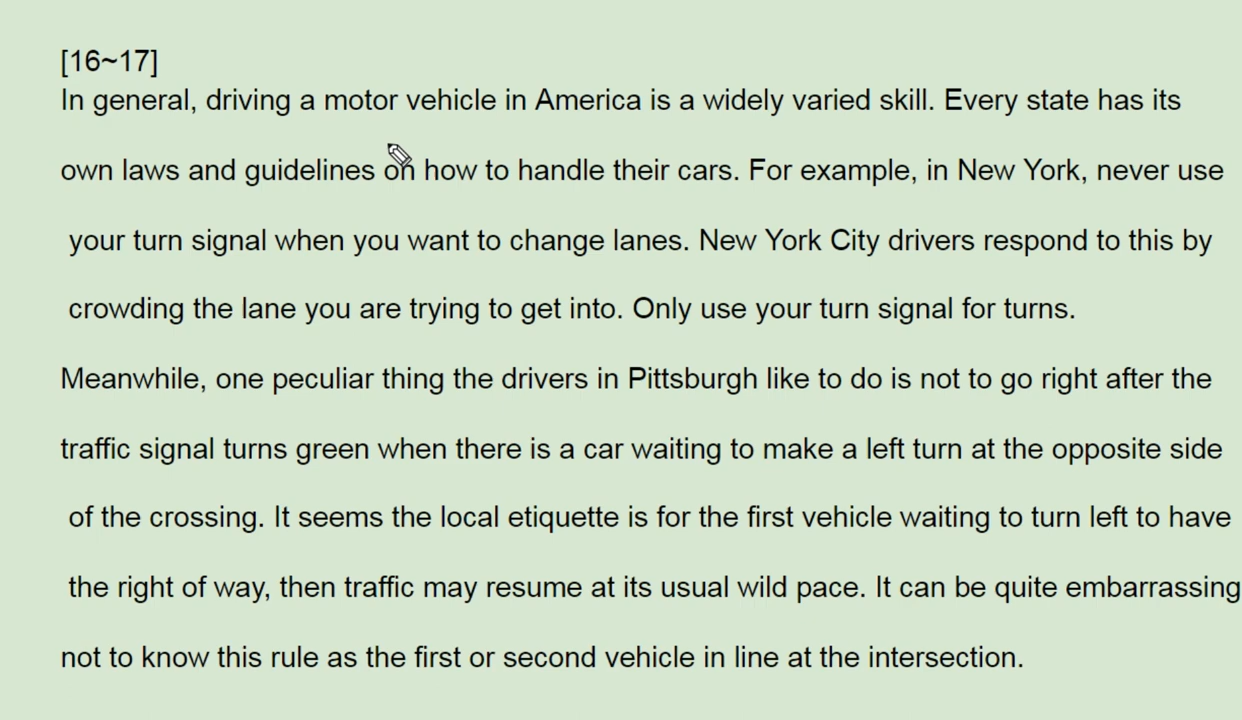 [16~17]
In general, driving a motor vehicle in America is a widely varied skill. Every state has its
own laws and guidelines on how to handle their cars. For example, in New York, never use
your turn signal when you want to change lanes. New York City drivers respond to this by
crowding the lane you are trying to get into. Only use your turn signal for turns.
Meanwhile, one peculiar thing the drivers in Pittsburgh like to do is not to go right after the
traffic signal turns green when there is a car waiting to make a left turn at the opposite side
of the crossing. It seems the local etiquette is for the first vehicle waiting to turn left to have
the right of way, then traffic may resume at its usual wild pace. It can be quite embarrassing
not to know this rule as the first or second vehicle in line at the intersection.